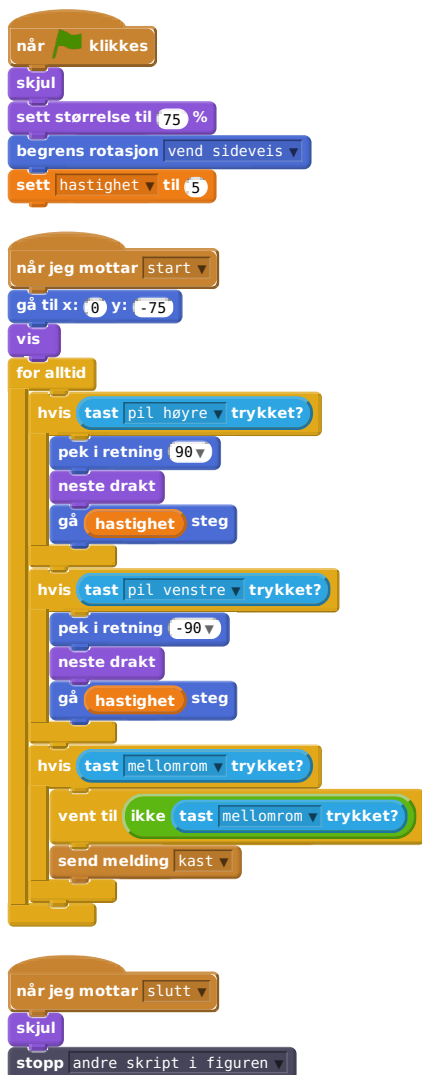 når klikkes
skjul
sett størrelse til 75 %
begrens rotasjon vend sideveis
sett hastighet til 5
når jeg mottar start
gå til x: 0 y: -75
vis
for alltid
hvis tast pil høyre trykket?
pek i retning 90
neste drakt
gå hastighet steg
hvis tast pil venstre trykket?
pek i retning -90
neste drakt
gå hastighet steg
hvis tast mellomrom trykket?
vent til ikke tast mellomrom trykket?
send melding kast
når jeg mottar slutt
skjul
stopp andre skript i figuren